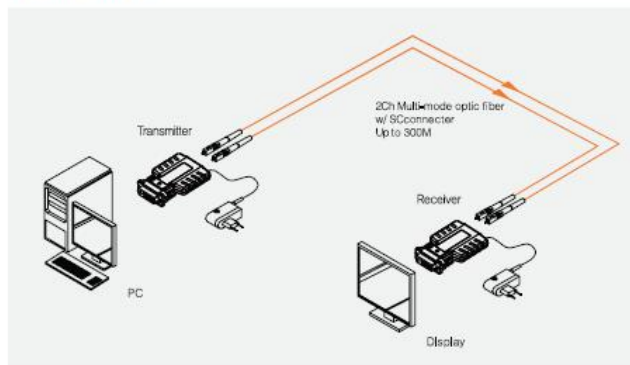 2Ch Multi-mode optic fiber
w/ SCconnecter
Up to 300M
Transmitter
Receiver
PC
Display